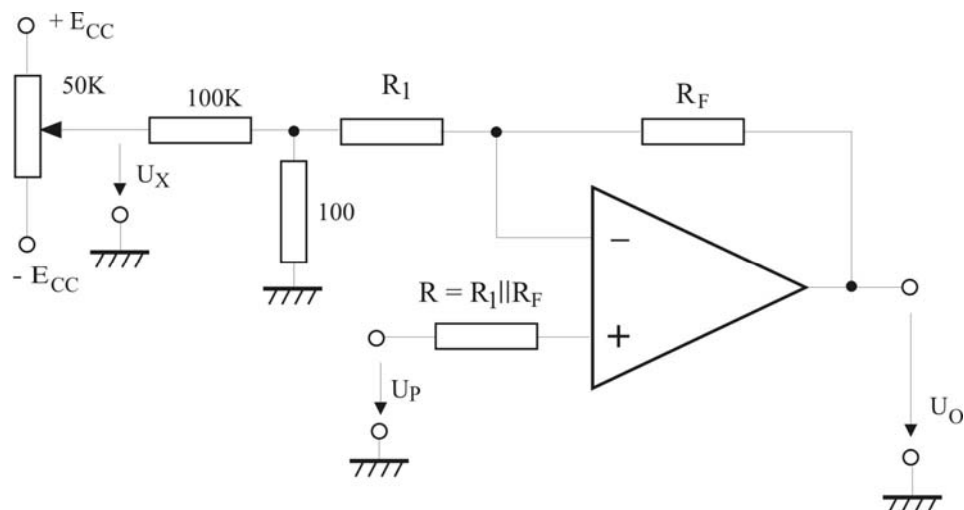 + E_CC
50K
100K
R_1
R_F
U_X
100
- E_CC
R = R_1||R_F
−
+
U_P
U_O